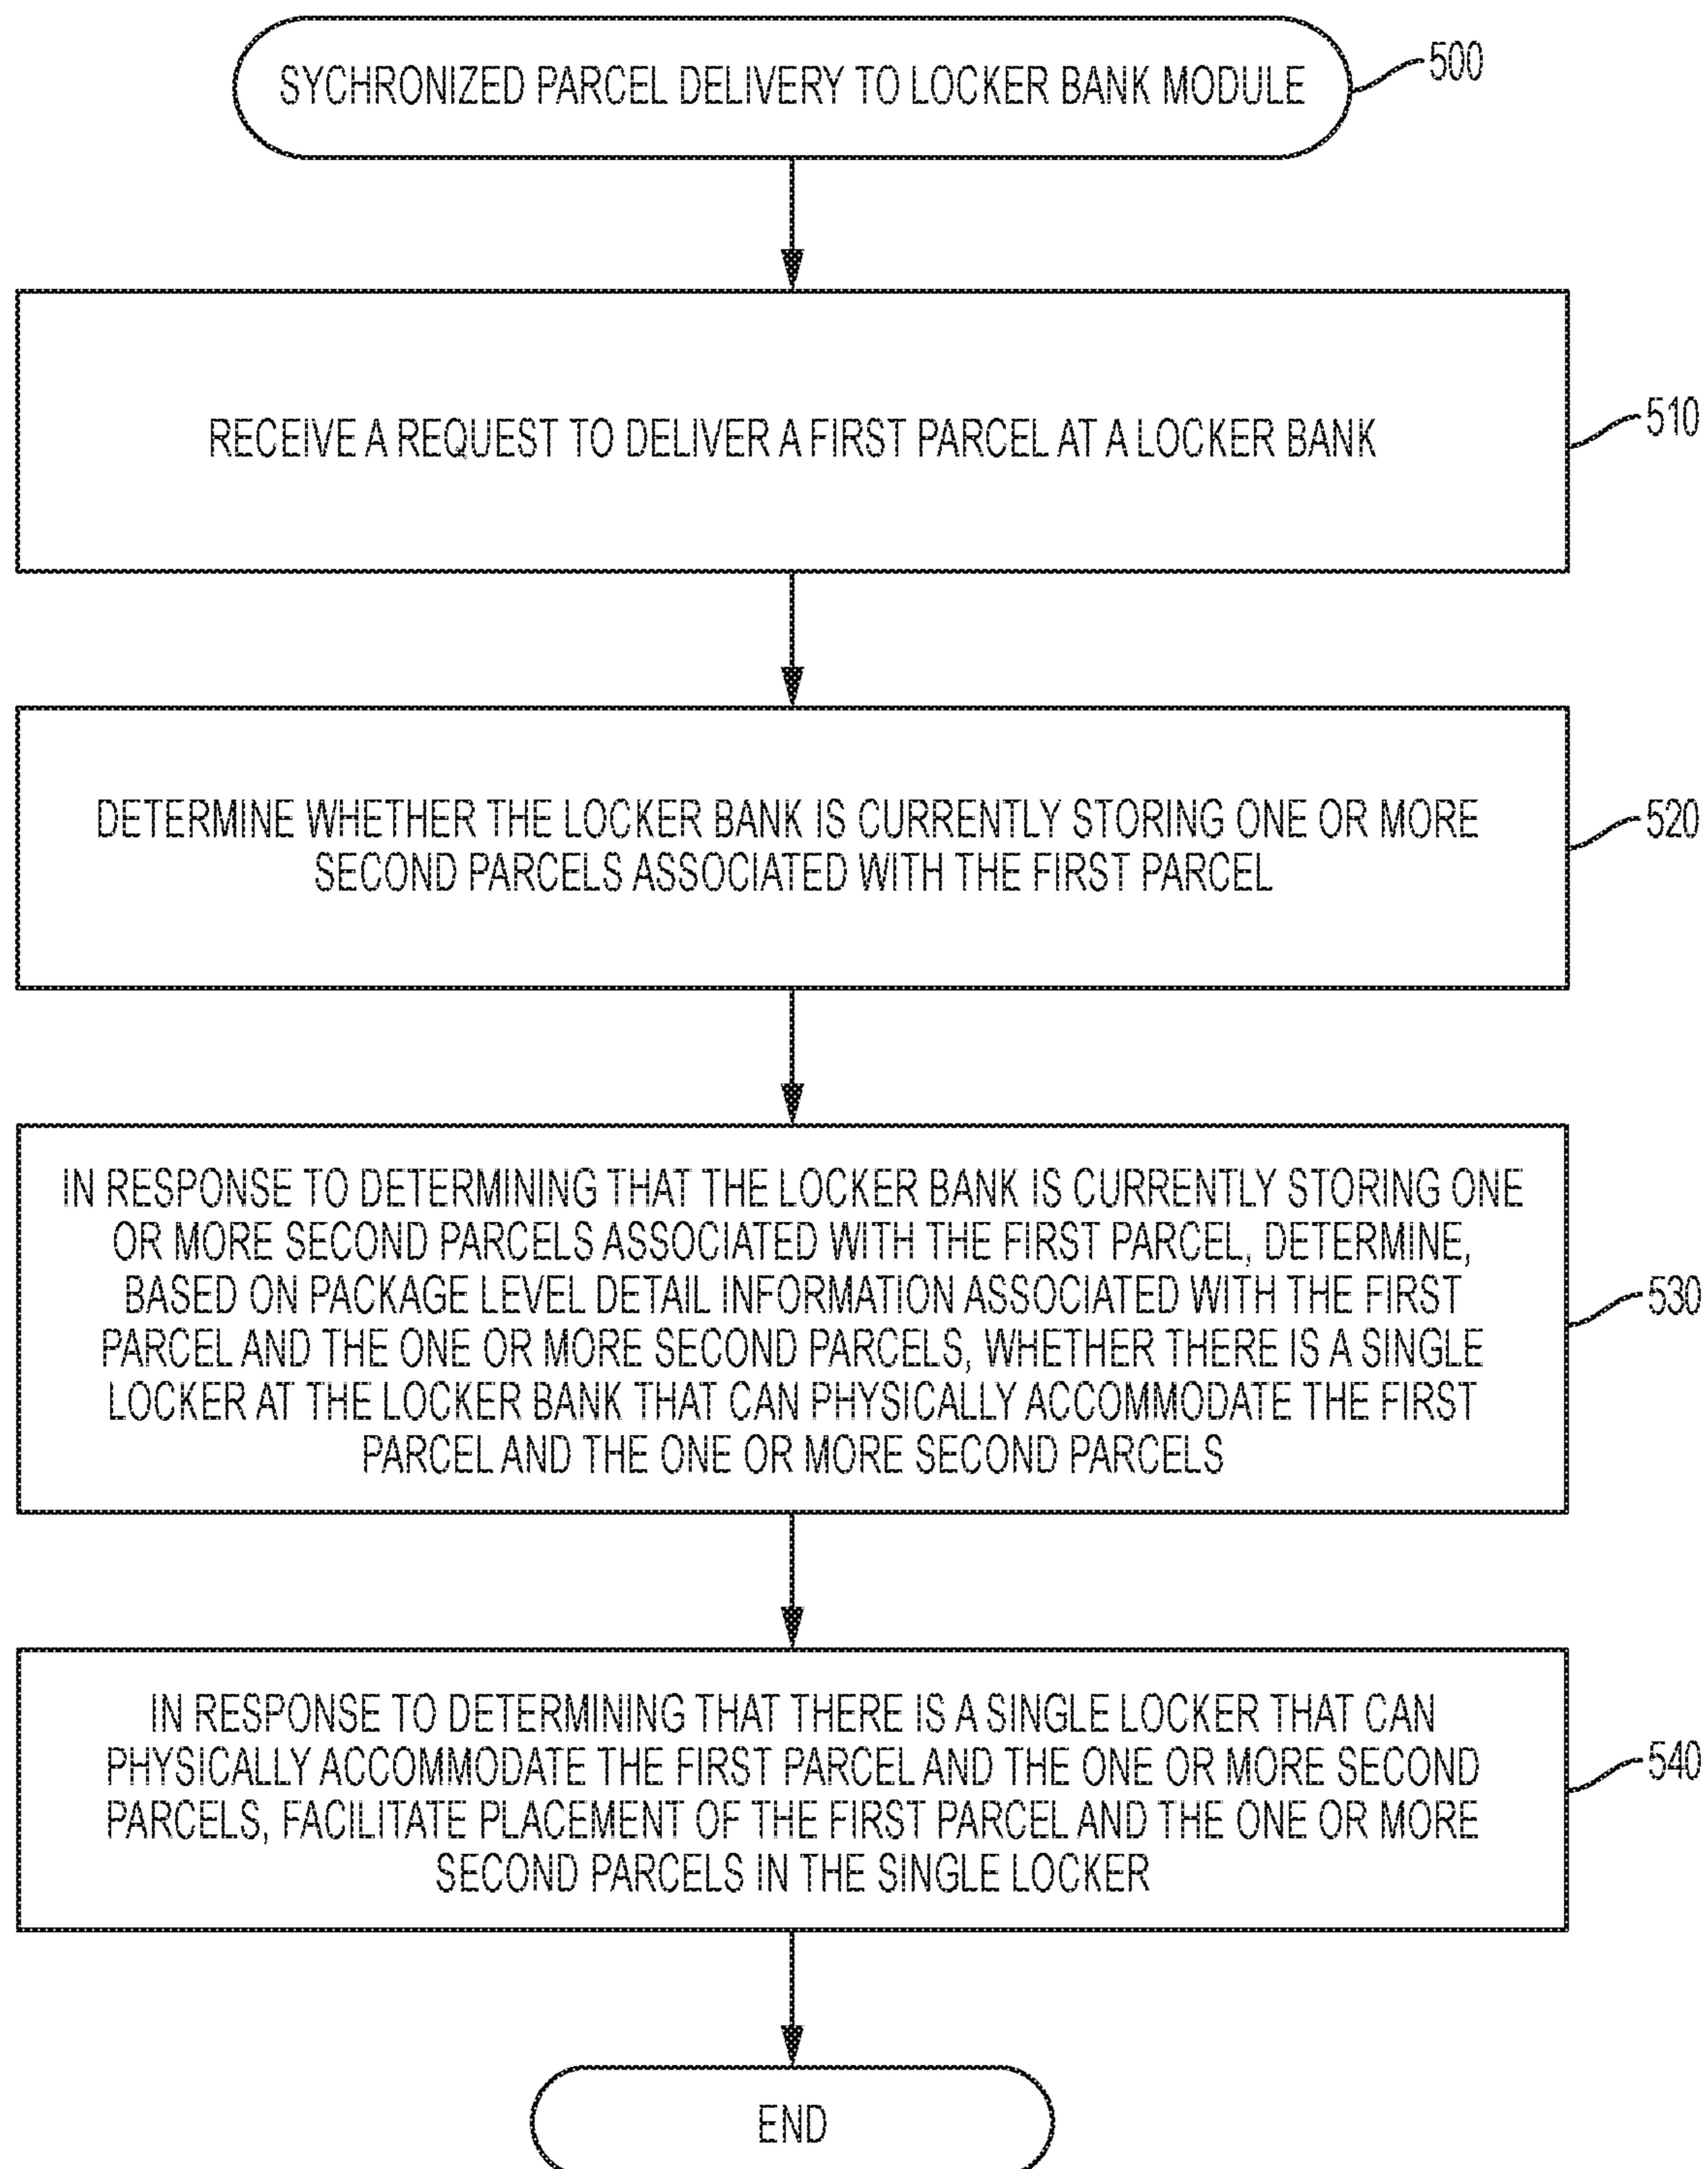 SYCHRONIZED PARCEL DELIVERY TO LOCKER BANK MODULE
500
RECEIVE A REQUEST TO DELIVER A FIRST PARCEL AT A LOCKER BANK
510
DETERMINE WHETHER THE LOCKER BANK IS CURRENTLY STORING ONE OR MORE
SECOND PARCELS ASSOCIATED WITH THE FIRST PARCEL
520
IN RESPONSE TO DETERMINING THAT THE LOCKER BANK IS CURRENTLY STORING ONE
OR MORE SECOND PARCELS ASSOCIATED WITH THE FIRST PARCEL, DETERMINE,
BASED ON PACKAGE LEVEL DETAIL INFORMATION ASSOCIATED WITH THE FIRST
PARCEL AND THE ONE OR MORE SECOND PARCELS, WHETHER THERE IS A SINGLE
LOCKER AT THE LOCKER BANK THAT CAN PHYSICALLY ACCOMMODATE THE FIRST
PARCEL AND THE ONE OR MORE SECOND PARCELS
530
IN RESPONSE TO DETERMINING THAT THERE IS A SINGLE LOCKER THAT CAN
PHYSICALLY ACCOMMODATE THE FIRST PARCEL AND THE ONE OR MORE SECOND
PARCELS, FACILITATE PLACEMENT OF THE FIRST PARCEL AND THE ONE OR MORE
SECOND PARCELS IN THE SINGLE LOCKER
540
END